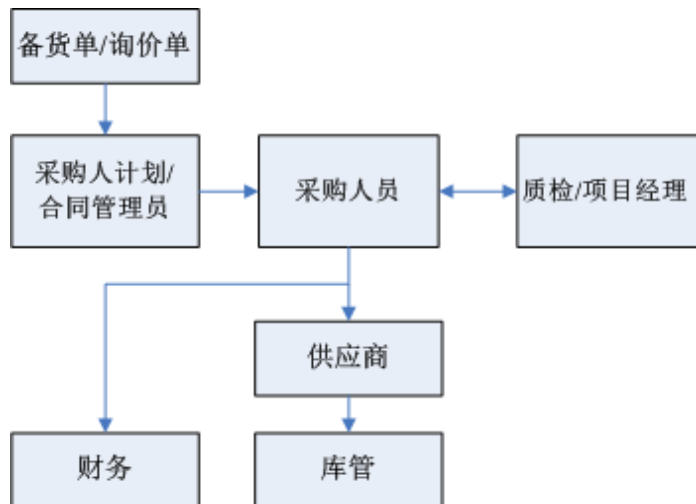 备货单/询价单
采购人计划/
合同管理员
采购人员
质检/项目经理
供应商
财务
库管